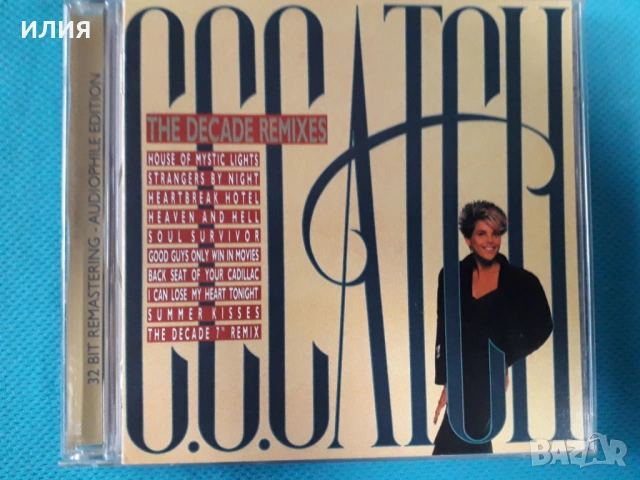 илия
C.C.CATCH
THE DECADE REMIXES
HOUSE OF MYSTIC LIGHTS
STRANGERS BY NIGHT
HEARTBREAK HOTEL
HEAVEN AND HELL
SOUL SURVIVOR
GOOD GUYS ONLY WIN IN MOVIES
BACK SEAT OF YOUR CADILLAC
I CAN LOSE MY HEART TONIGHT
SUMMER KISSES
THE DECADE 7" REMIX
32 BIT REMASTERING - AUDIOPHILE EDITION
BAZAR